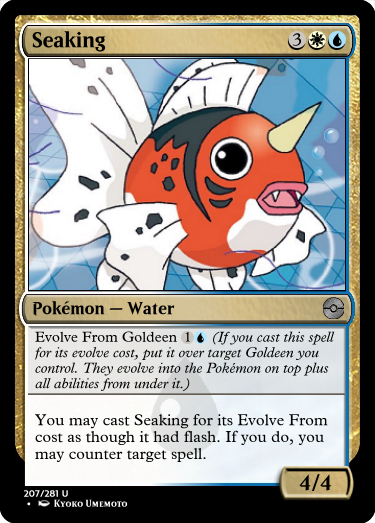 Seaking 3
Pokémon — Water
Evolve From Goldeen 1 (If you cast this spell
for its evolve cost, put it over target Goldeen you
control. They evolve into the Pokémon on top plus
all abilities from under it.)
You may cast Seaking for its Evolve From
cost as though it had flash. If you do, you
may counter target spell.
4/4
207/281 U
• Kyoko Umemoto